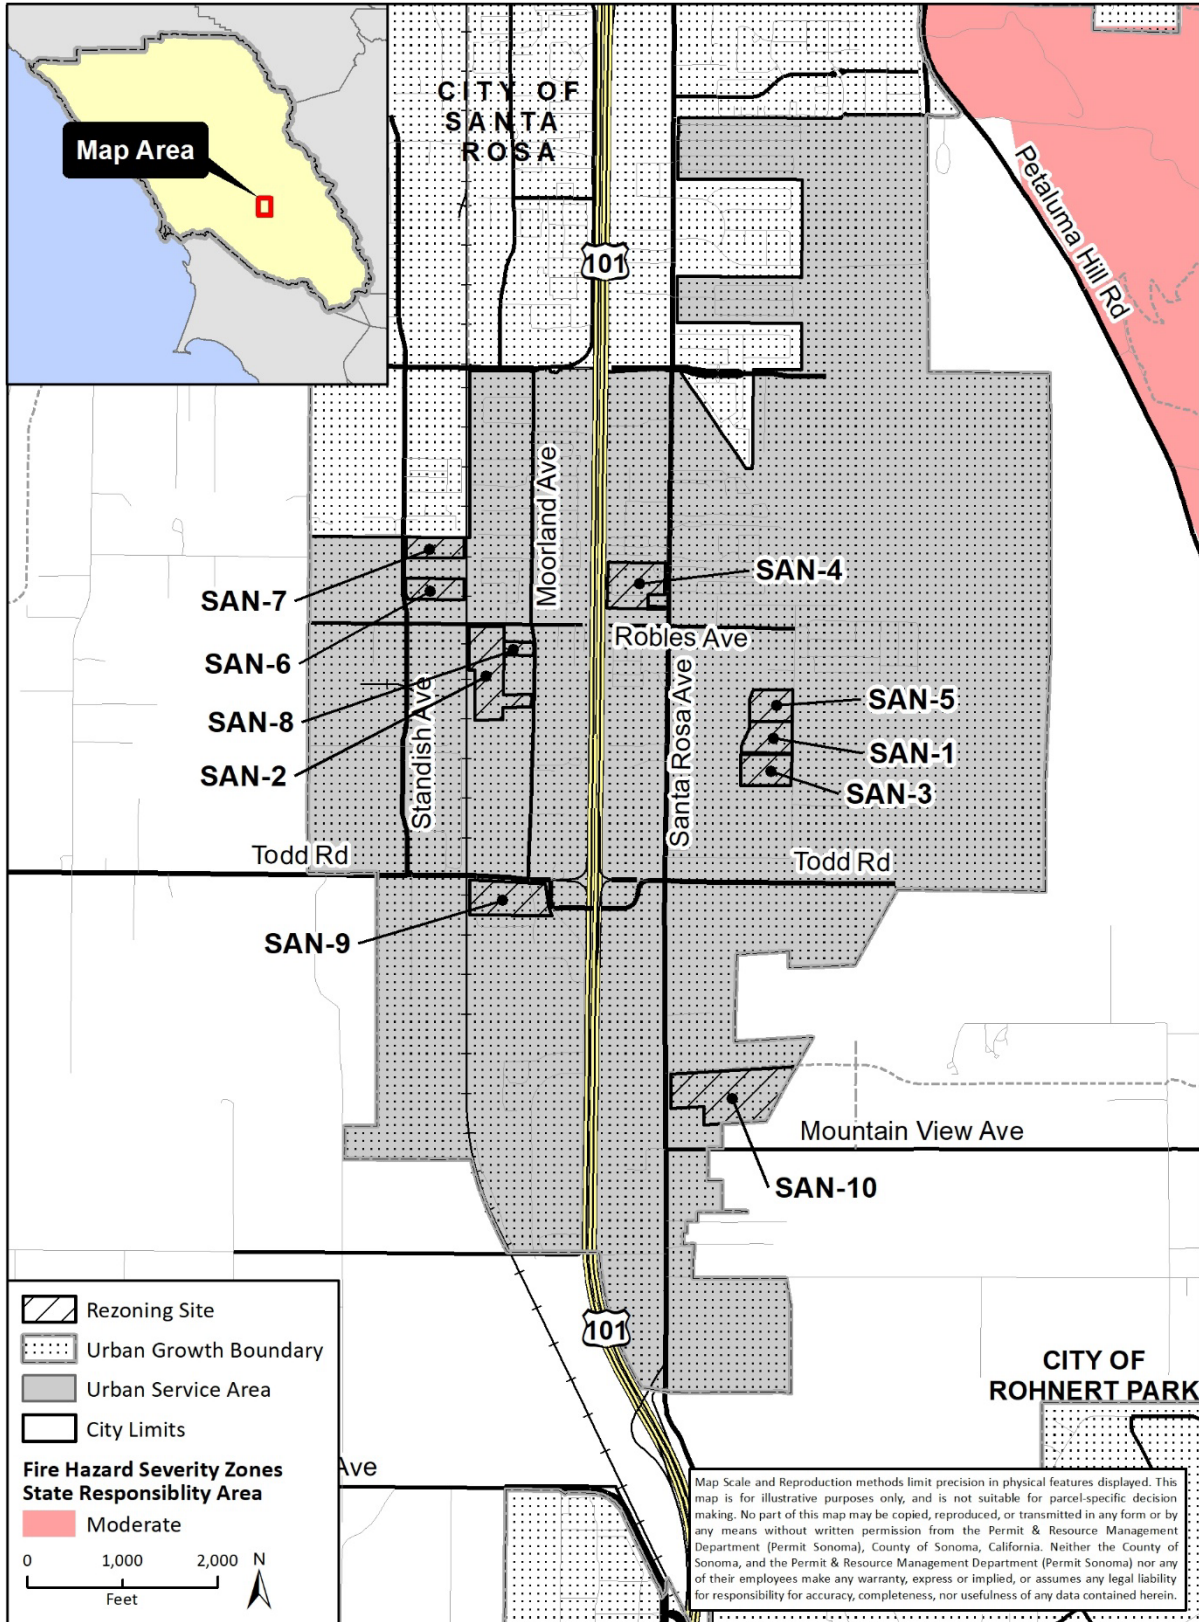 CITY OF
SANTA
ROSA
Map Area
101
Petaluma Hill Rd
Moorland Ave
SAN-4
SAN-7
Robles Ave
SAN-6
SAN-5
SAN-8
SAN-1
SAN-2
SAN-3
Standish Ave
Santa Rosa Ave
Todd Rd
Todd Rd
SAN-9
Mountain View Ave
SAN-10
101
CITY OF
ROHNERT PARK
Ave
Rezoning Site
Urban Growth Boundary
Urban Service Area
City Limits
Fire Hazard Severity Zones
State Responsiblity Area
Moderate
0 1,000 2,000
Feet
N
Map Scale and Reproduction methods limit precision in physical features displayed. This
map is for illustrative purposes only, and is not suitable for parcel-specific decision
making. No part of this map may be copied, reproduced, or transmitted in any form or by
any means without written permission from the Permit & Resource Management
Department (Permit Sonoma), County of Sonoma, California. Neither the County of
Sonoma, and the Permit & Resource Management Department (Permit Sonoma) nor any
of their employees make any warranty, express or implied, or assumes any legal liability
for responsibility for accuracy, completeness, nor usefulness of any data contained herein.